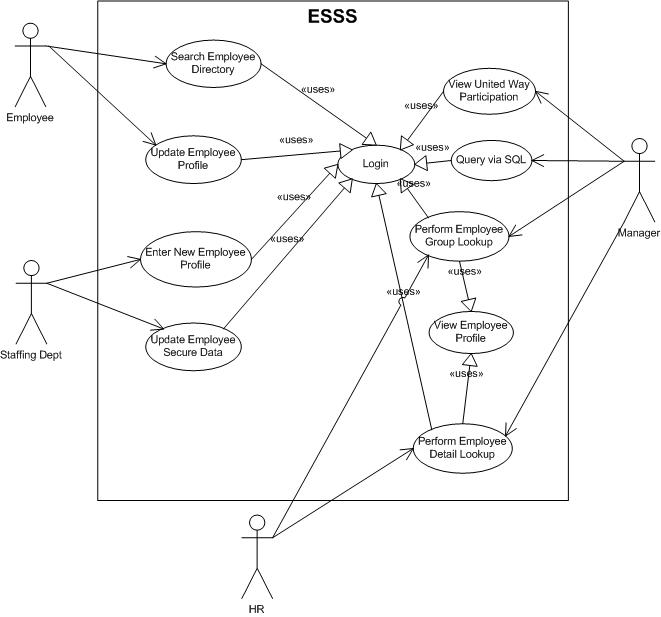 ESSS
Search Employee
Directory
«uses»
View United Way
Participation
«uses»
Employee
Update Employee
Profile
«uses»
Login
«uses»
Query via SQL
«uses»
«uses»
Manager
Perform Employee
Group Lookup
«uses»
Enter New Employee
Profile
«uses»
«uses»
«uses»
Staffing Dept
Update Employee
Secure Data
View Employee
Profile
«uses»
Perform Employee
Detail Lookup
HR